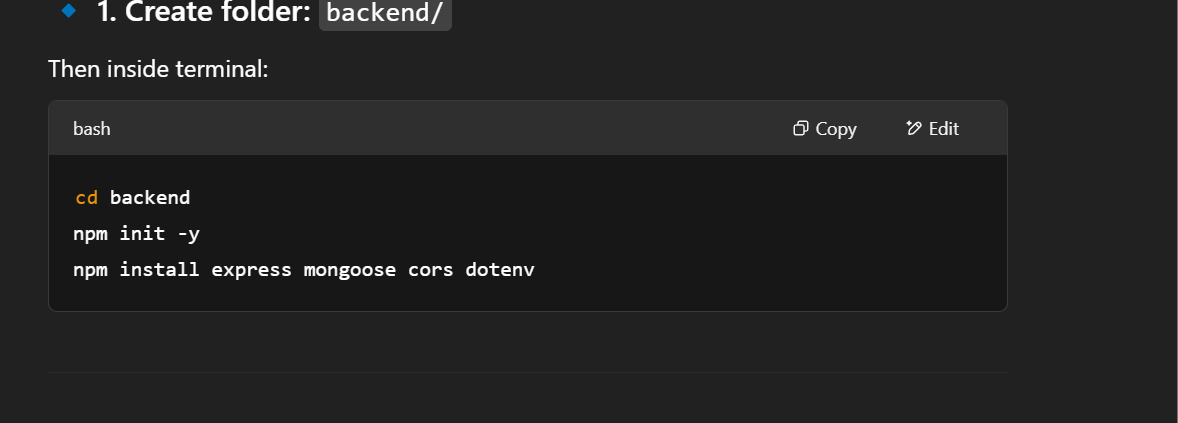 1. Create folder: backend/
Then inside terminal:
bash Copy Edit
cd backend
npm init -y
npm install express mongoose cors dotenv